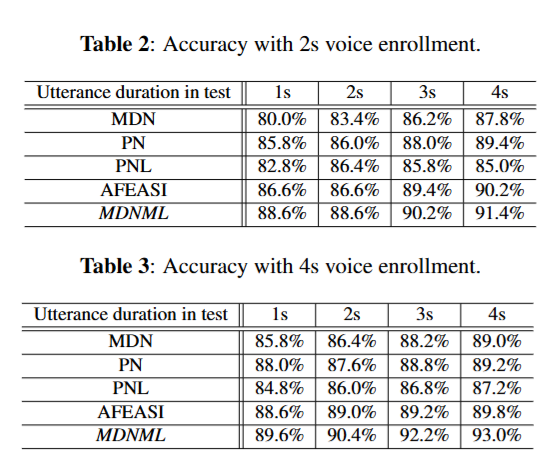 Table 2: Accuracy with 2s voice enrollment.
Utterance duration in test 1s 2s 3s 4s
MDN 80.0% 83.4% 86.2% 87.8%
PN 85.8% 86.0% 88.0% 89.4%
PNL 82.8% 86.4% 85.8% 85.0%
AFEASI 86.6% 86.6% 89.4% 90.2%
MDNML 88.6% 88.6% 90.2% 91.4%
Table 3: Accuracy with 4s voice enrollment.
Utterance duration in test 1s 2s 3s 4s
MDN 85.8% 86.4% 88.2% 89.0%
PN 88.0% 87.6% 88.8% 89.2%
PNL 84.8% 86.0% 86.8% 87.2%
AFEASI 88.6% 89.0% 89.2% 89.8%
MDNML 89.6% 90.4% 92.2% 93.0%